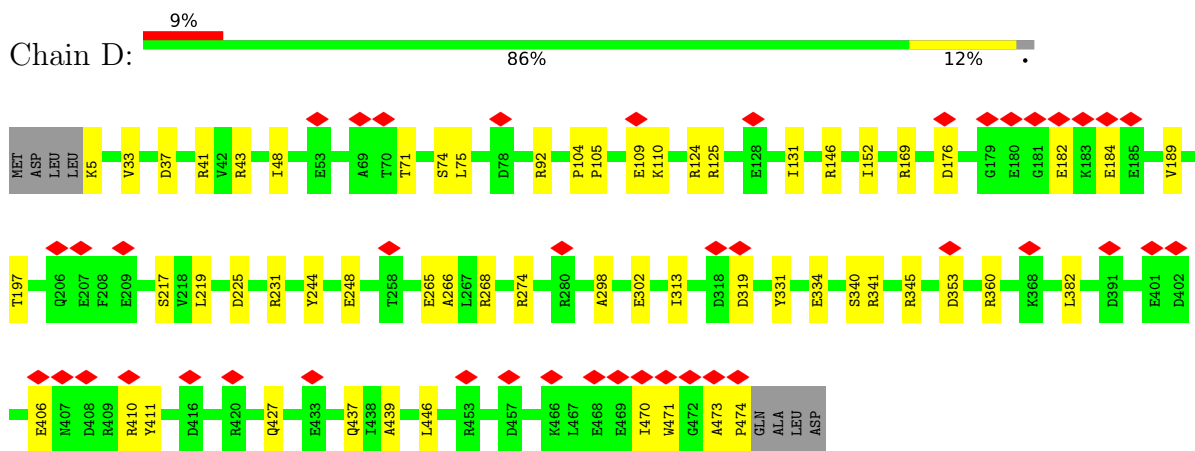 9%
Chain D:
86% 12% •
MET ASP LEU LEU K5 V33 D37 R41 V42 R43 I48 E53 A69 T70 T71 S74 L75 D78 R92 P104 P105 E109 K110 R124 R125 E128 I131 R146 I152 R169 D176 G179 E180 G181 E182 K183 E184 E185 V189
T197 Q206 E207 F208 E209 S217 V218 L219 D225 R231 Y244 E248 T258 E265 A266 L267 R268 R274 R280 A298 E302 I313 D318 D319 Y331 E334 S340 R341 R345 D353 R360 K368 L382 D391 E401 D402
E406 N407 D408 R409 R410 Y411 D416 R420 Q427 E433 Q437 I438 A439 L446 R453 D457 K466 L467 E468 E469 I470 W471 G472 A473 P474 GLN ALA LEU ASP